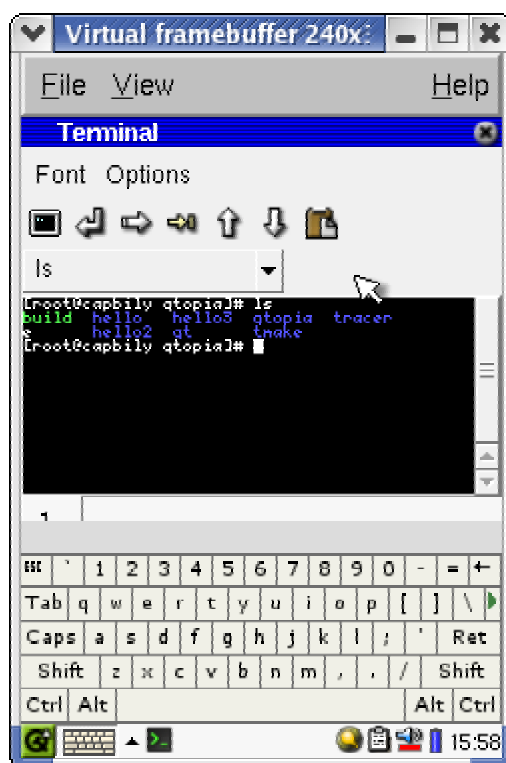 Virtual framebuffer 240x
File View Help
Terminal
Font Options
ls
[root@capbily qtopia]# ls
build hello hello3 qtopia tracer
e hello2 qt tmake
[root@capbily qtopia]#
1
ESC ` 1 2 3 4 5 6 7 8 9 0 - = ←
Tab q w e r t y u i o p [ ] \
Caps a s d f g h j k l ; ' Ret
Shift z x c v b n m , . / Shift
Ctrl Alt Alt Ctrl
15:58